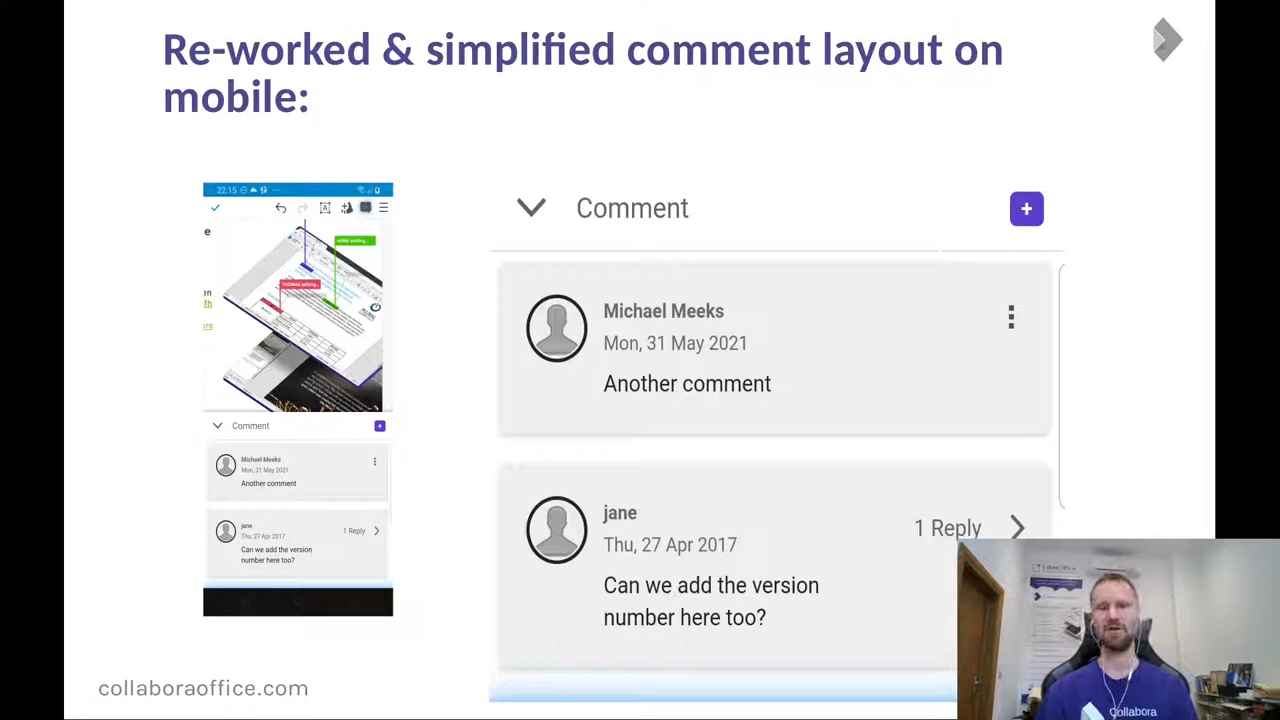 Re-worked & simplified comment layout on
mobile:
22:15
Comment
Michael Meeks
Mon, 31 May 2021
Another comment
jane
Thu, 27 Apr 2017
1 Reply
Can we add the version
number here too?
Comment
Michael Meeks
Mon, 31 May 2021
Another comment
jane
1 Reply
Thu, 27 Apr 2017
Can we add the version
number here too?
LibreOffice
Collabora
collaboraoffice.com